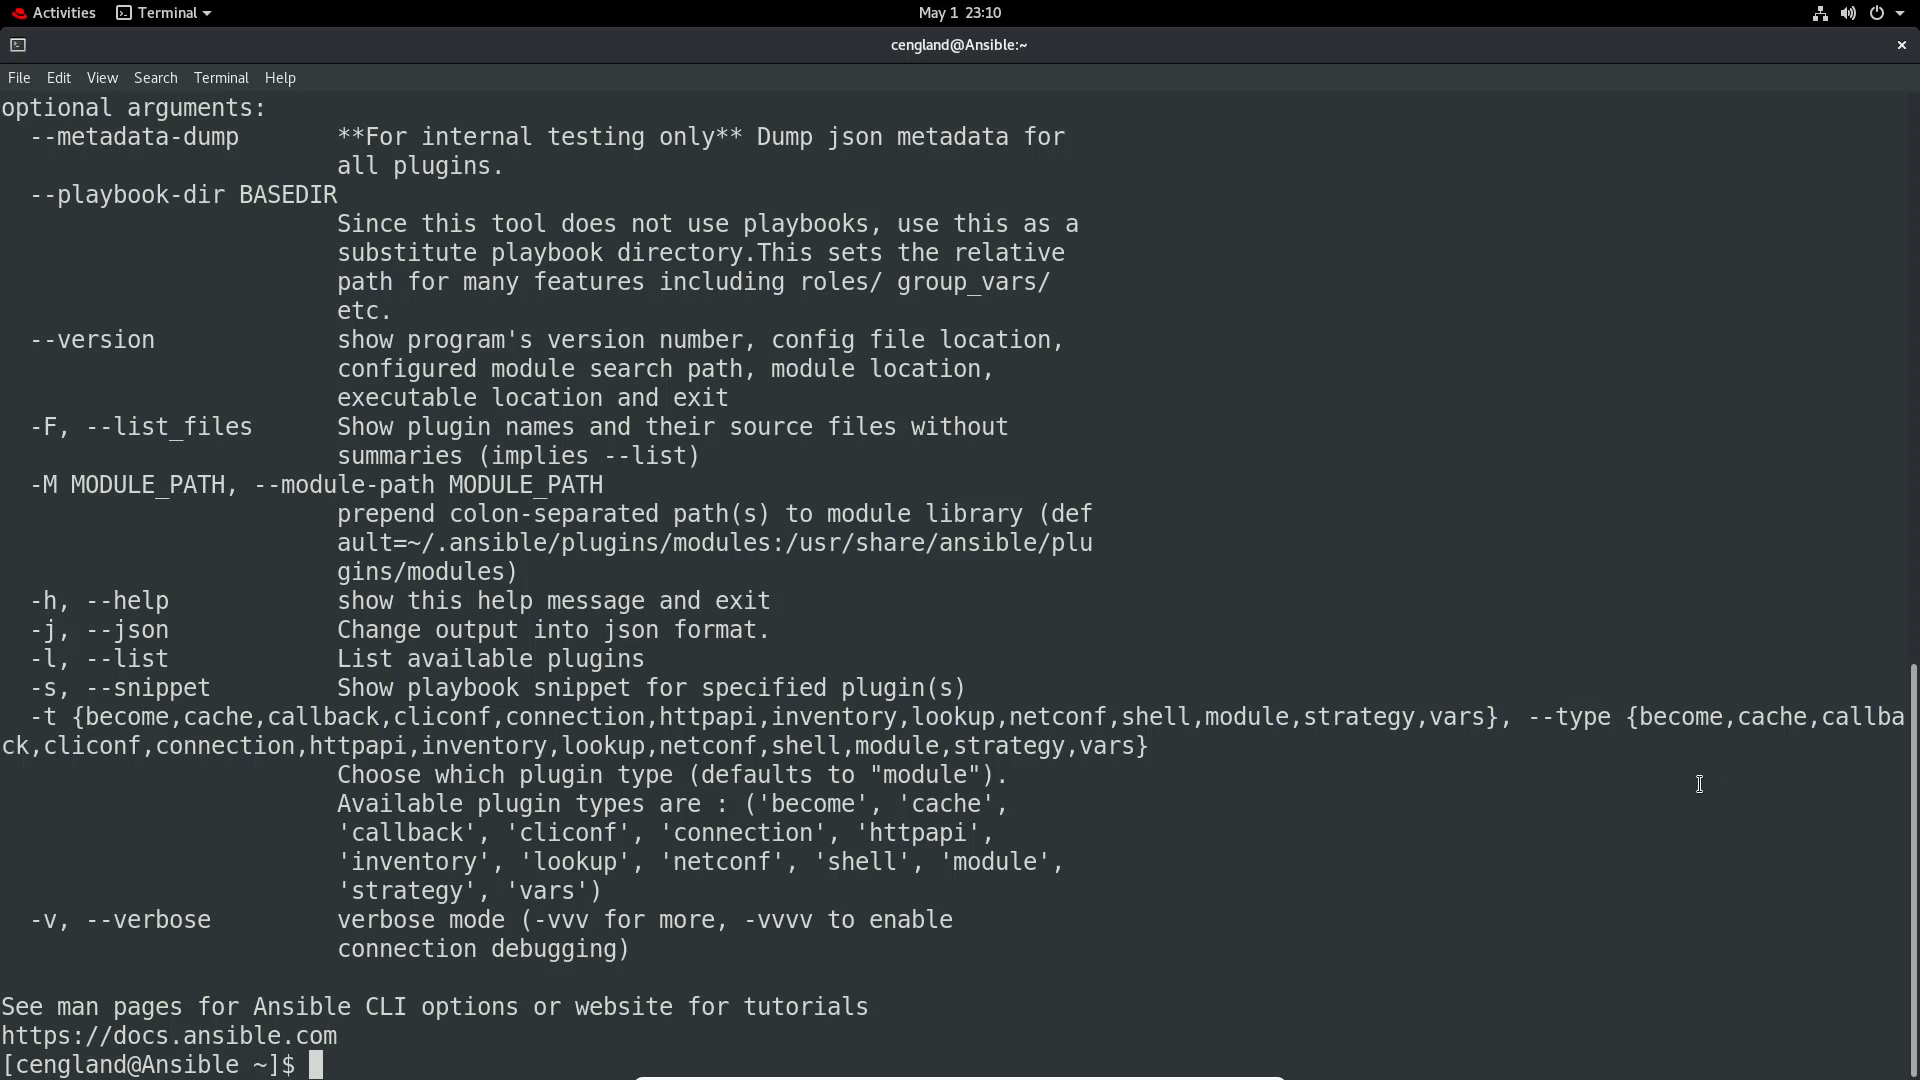 Activities Terminal May 1 23:10
cengland@Ansible:~ ×
File Edit View Search Terminal Help
optional arguments:
  --metadata-dump       **For internal testing only** Dump json metadata for
                        all plugins.
  --playbook-dir BASEDIR
                        Since this tool does not use playbooks, use this as a
                        substitute playbook directory.This sets the relative
                        path for many features including roles/ group_vars/
                        etc.
  --version             show program's version number, config file location,
                        configured module search path, module location,
                        executable location and exit
  -F, --list_files      Show plugin names and their source files without
                        summaries (implies --list)
  -M MODULE_PATH, --module-path MODULE_PATH
                        prepend colon-separated path(s) to module library (def
                        ault=~/.ansible/plugins/modules:/usr/share/ansible/plu
                        gins/modules)
  -h, --help            show this help message and exit
  -j, --json            Change output into json format.
  -l, --list            List available plugins
  -s, --snippet         Show playbook snippet for specified plugin(s)
  -t {become,cache,callback,cliconf,connection,httpapi,inventory,lookup,netconf,shell,module,strategy,vars}, --type {become,cache,callba
ck,cliconf,connection,httpapi,inventory,lookup,netconf,shell,module,strategy,vars}
                        Choose which plugin type (defaults to "module").
                        Available plugin types are : ('become', 'cache',
                        'callback', 'cliconf', 'connection', 'httpapi',
                        'inventory', 'lookup', 'netconf', 'shell', 'module',
                        'strategy', 'vars')
  -v, --verbose         verbose mode (-vvv for more, -vvvv to enable
                        connection debugging)
See man pages for Ansible CLI options or website for tutorials
https://docs.ansible.com
[cengland@Ansible ~]$